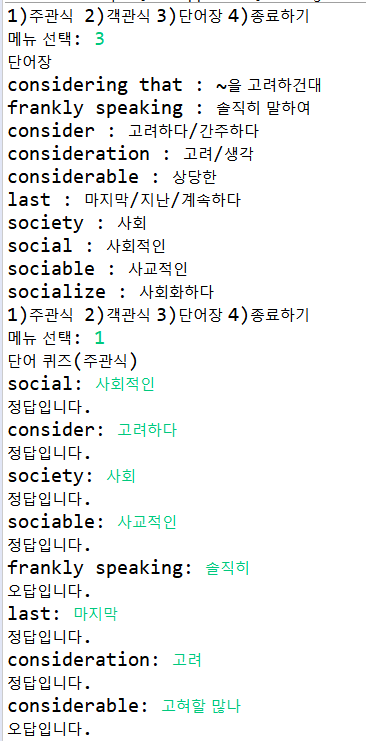 1)주관식 2)객관식 3)단어장 4)종료하기
메뉴 선택: 3
단어장
considering that : ~을 고려하건대
frankly speaking : 솔직히 말하여
consider : 고려하다/간주하다
consideration : 고려/생각
considerable : 상당한
last : 마지막/지난/계속하다
society : 사회
social : 사회적인
sociable : 사교적인
socialize : 사회화하다
1)주관식 2)객관식 3)단어장 4)종료하기
메뉴 선택: 1
단어 퀴즈(주관식)
social: 사회적인
정답입니다.
consider: 고려하다
정답입니다.
society: 사회
정답입니다.
sociable: 사교적인
정답입니다.
frankly speaking: 솔직히
오답입니다.
last: 마지막
정답입니다.
consideration: 고려
정답입니다.
considerable: 고혀할 많나
오답입니다.